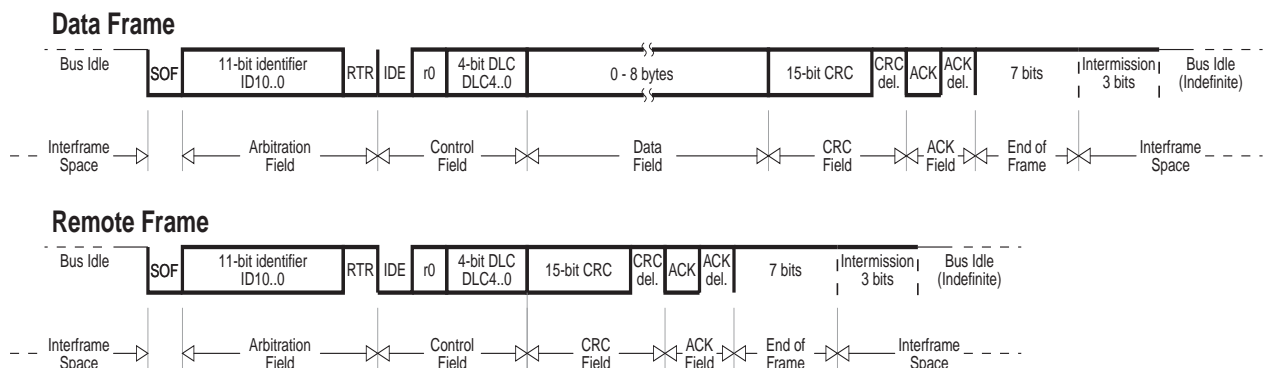 Data Frame
Bus Idle SOF 11-bit identifier ID10..0 RTR IDE r0 4-bit DLC DLC4..0 0 - 8 bytes 15-bit CRC CRC del. ACK ACK del. 7 bits Intermission 3 bits Bus Idle (Indefinite)
Interframe Space Arbitration Field Control Field Data Field CRC Field ACK Field End of Frame Interframe Space
Remote Frame
Bus Idle SOF 11-bit identifier ID10..0 RTR IDE r0 4-bit DLC DLC4..0 15-bit CRC CRC del. ACK ACK del. 7 bits Intermission 3 bits Bus Idle (Indefinite)
Interframe Space Arbitration Field Control Field CRC Field ACK Field End of Frame Interframe Space